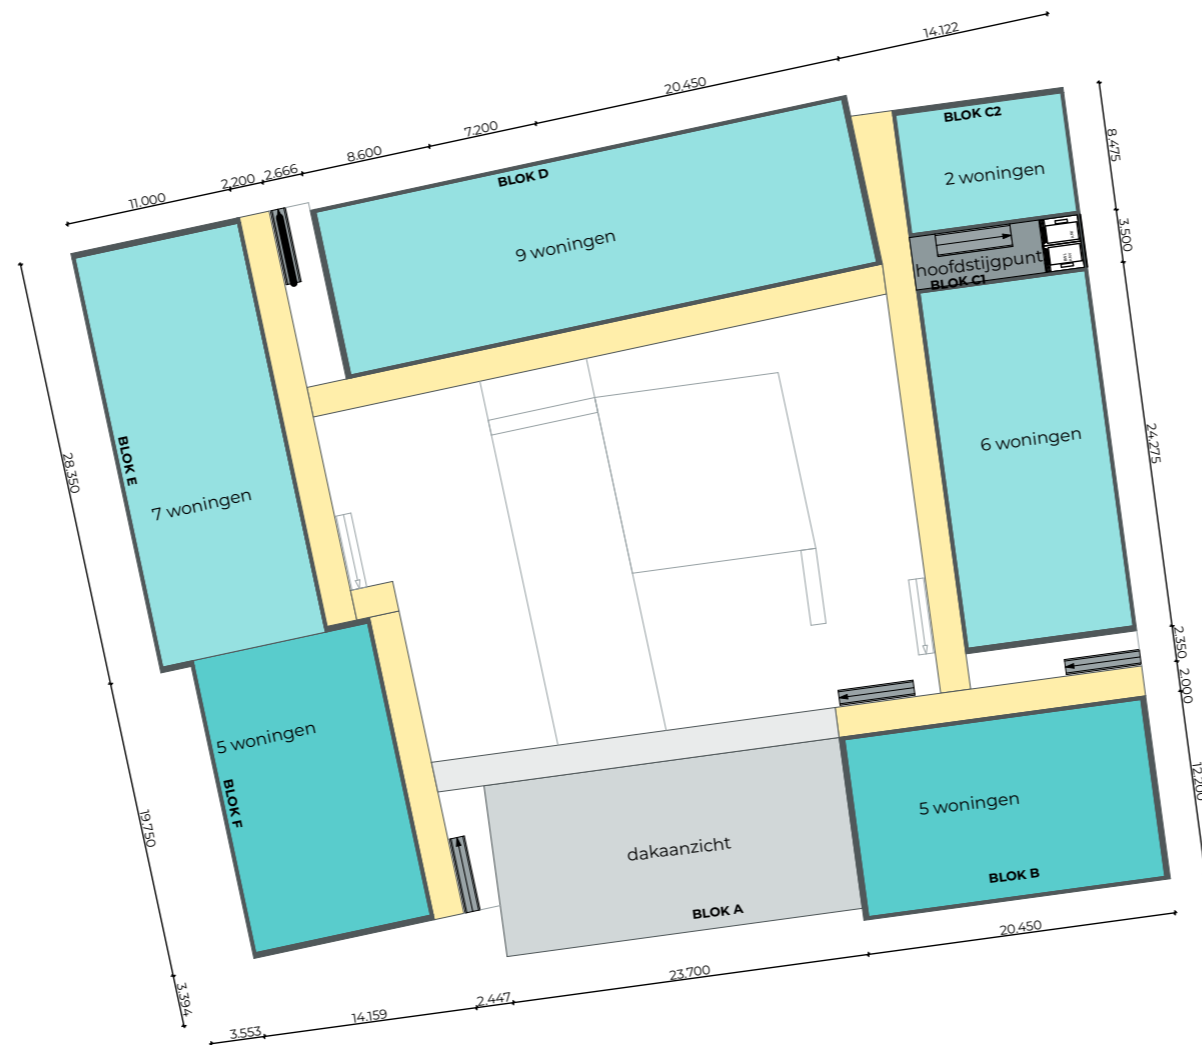 14.122
20.450
7.200
8.600
2.666
2.200
11.000
BLOK C2
8.475
2 woningen
BLOK D
9 woningen
3.500
hoofdstijgpunt
BLOK C1
6 woningen
24.275
BLOK E
28.350
7 woningen
2.350
2.000
5 woningen
BLOK F
19.750
12.200
5 woningen
dakaanzicht
BLOK B
BLOK A
20.450
23.700
2.447
14.159
3.553
3.394